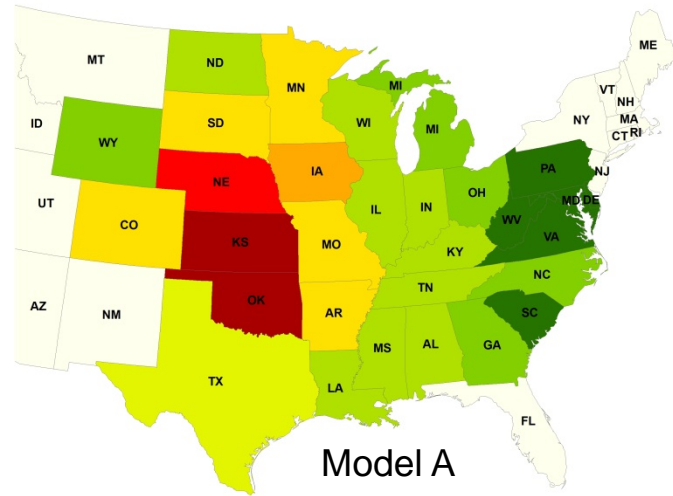 ME
MT
ND
VT
MN
NH
MI
MA
ID
NY
WI
SD
CT RI
MI
WY
PA
NJ
IA
NE
OH
MD DE
IN
IL
UT
WV
CO
VA
KS
MO
KY
NC
TN
OK
AR
SC
AZ
NM
MS
AL
GA
TX
LA
FL
Model A